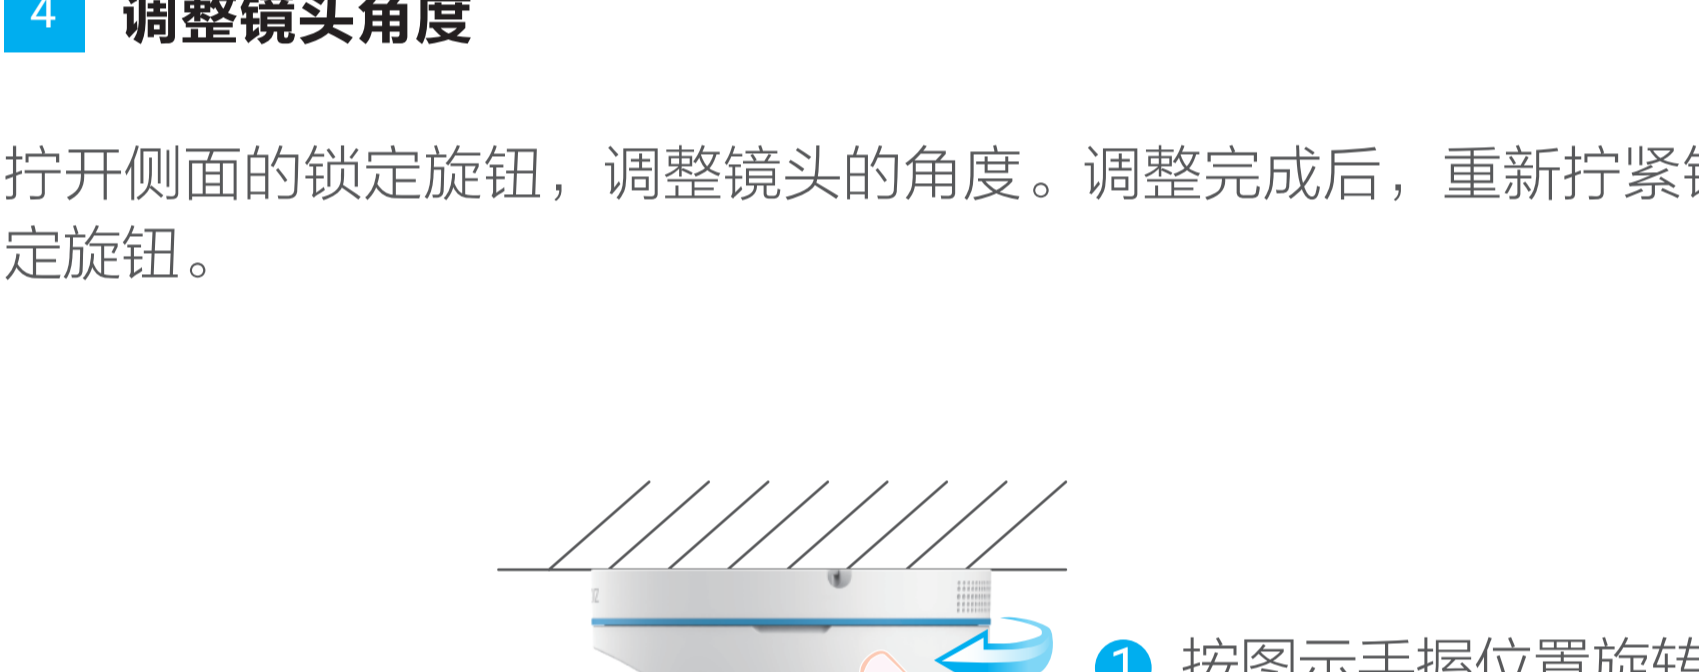 4 调整镜头角度
拧开侧面的锁定旋钮，调整镜头的角度。调整完成后，重新拧紧锁
定旋钮。
1 按图示手握位置旋转